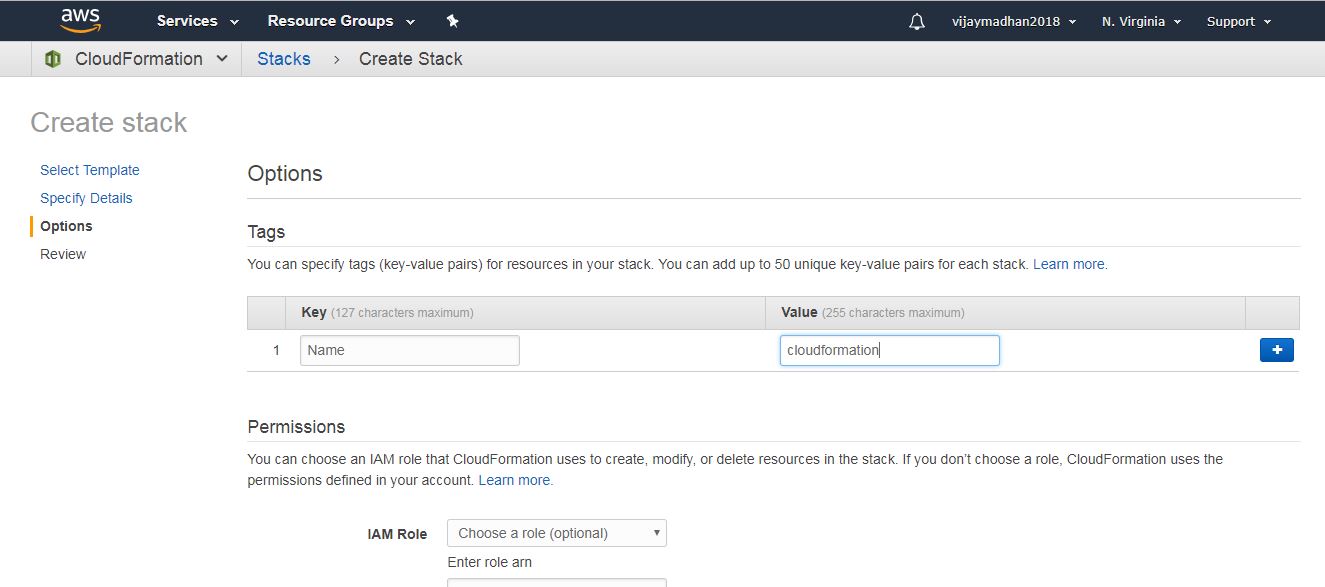 aws Services Resource Groups vijaymadhan2018 N. Virginia Support
CloudFormation Stacks > Create Stack
Create stack
Select Template
Specify Details
Options
Review
Options
Tags
You can specify tags (key-value pairs) for resources in your stack. You can add up to 50 unique key-value pairs for each stack. Learn more.
Key (127 characters maximum) Value (255 characters maximum)
1 Name cloudformation +
Permissions
You can choose an IAM role that CloudFormation uses to create, modify, or delete resources in the stack. If you don’t choose a role, CloudFormation uses the
permissions defined in your account. Learn more.
IAM Role Choose a role (optional)
Enter role arn